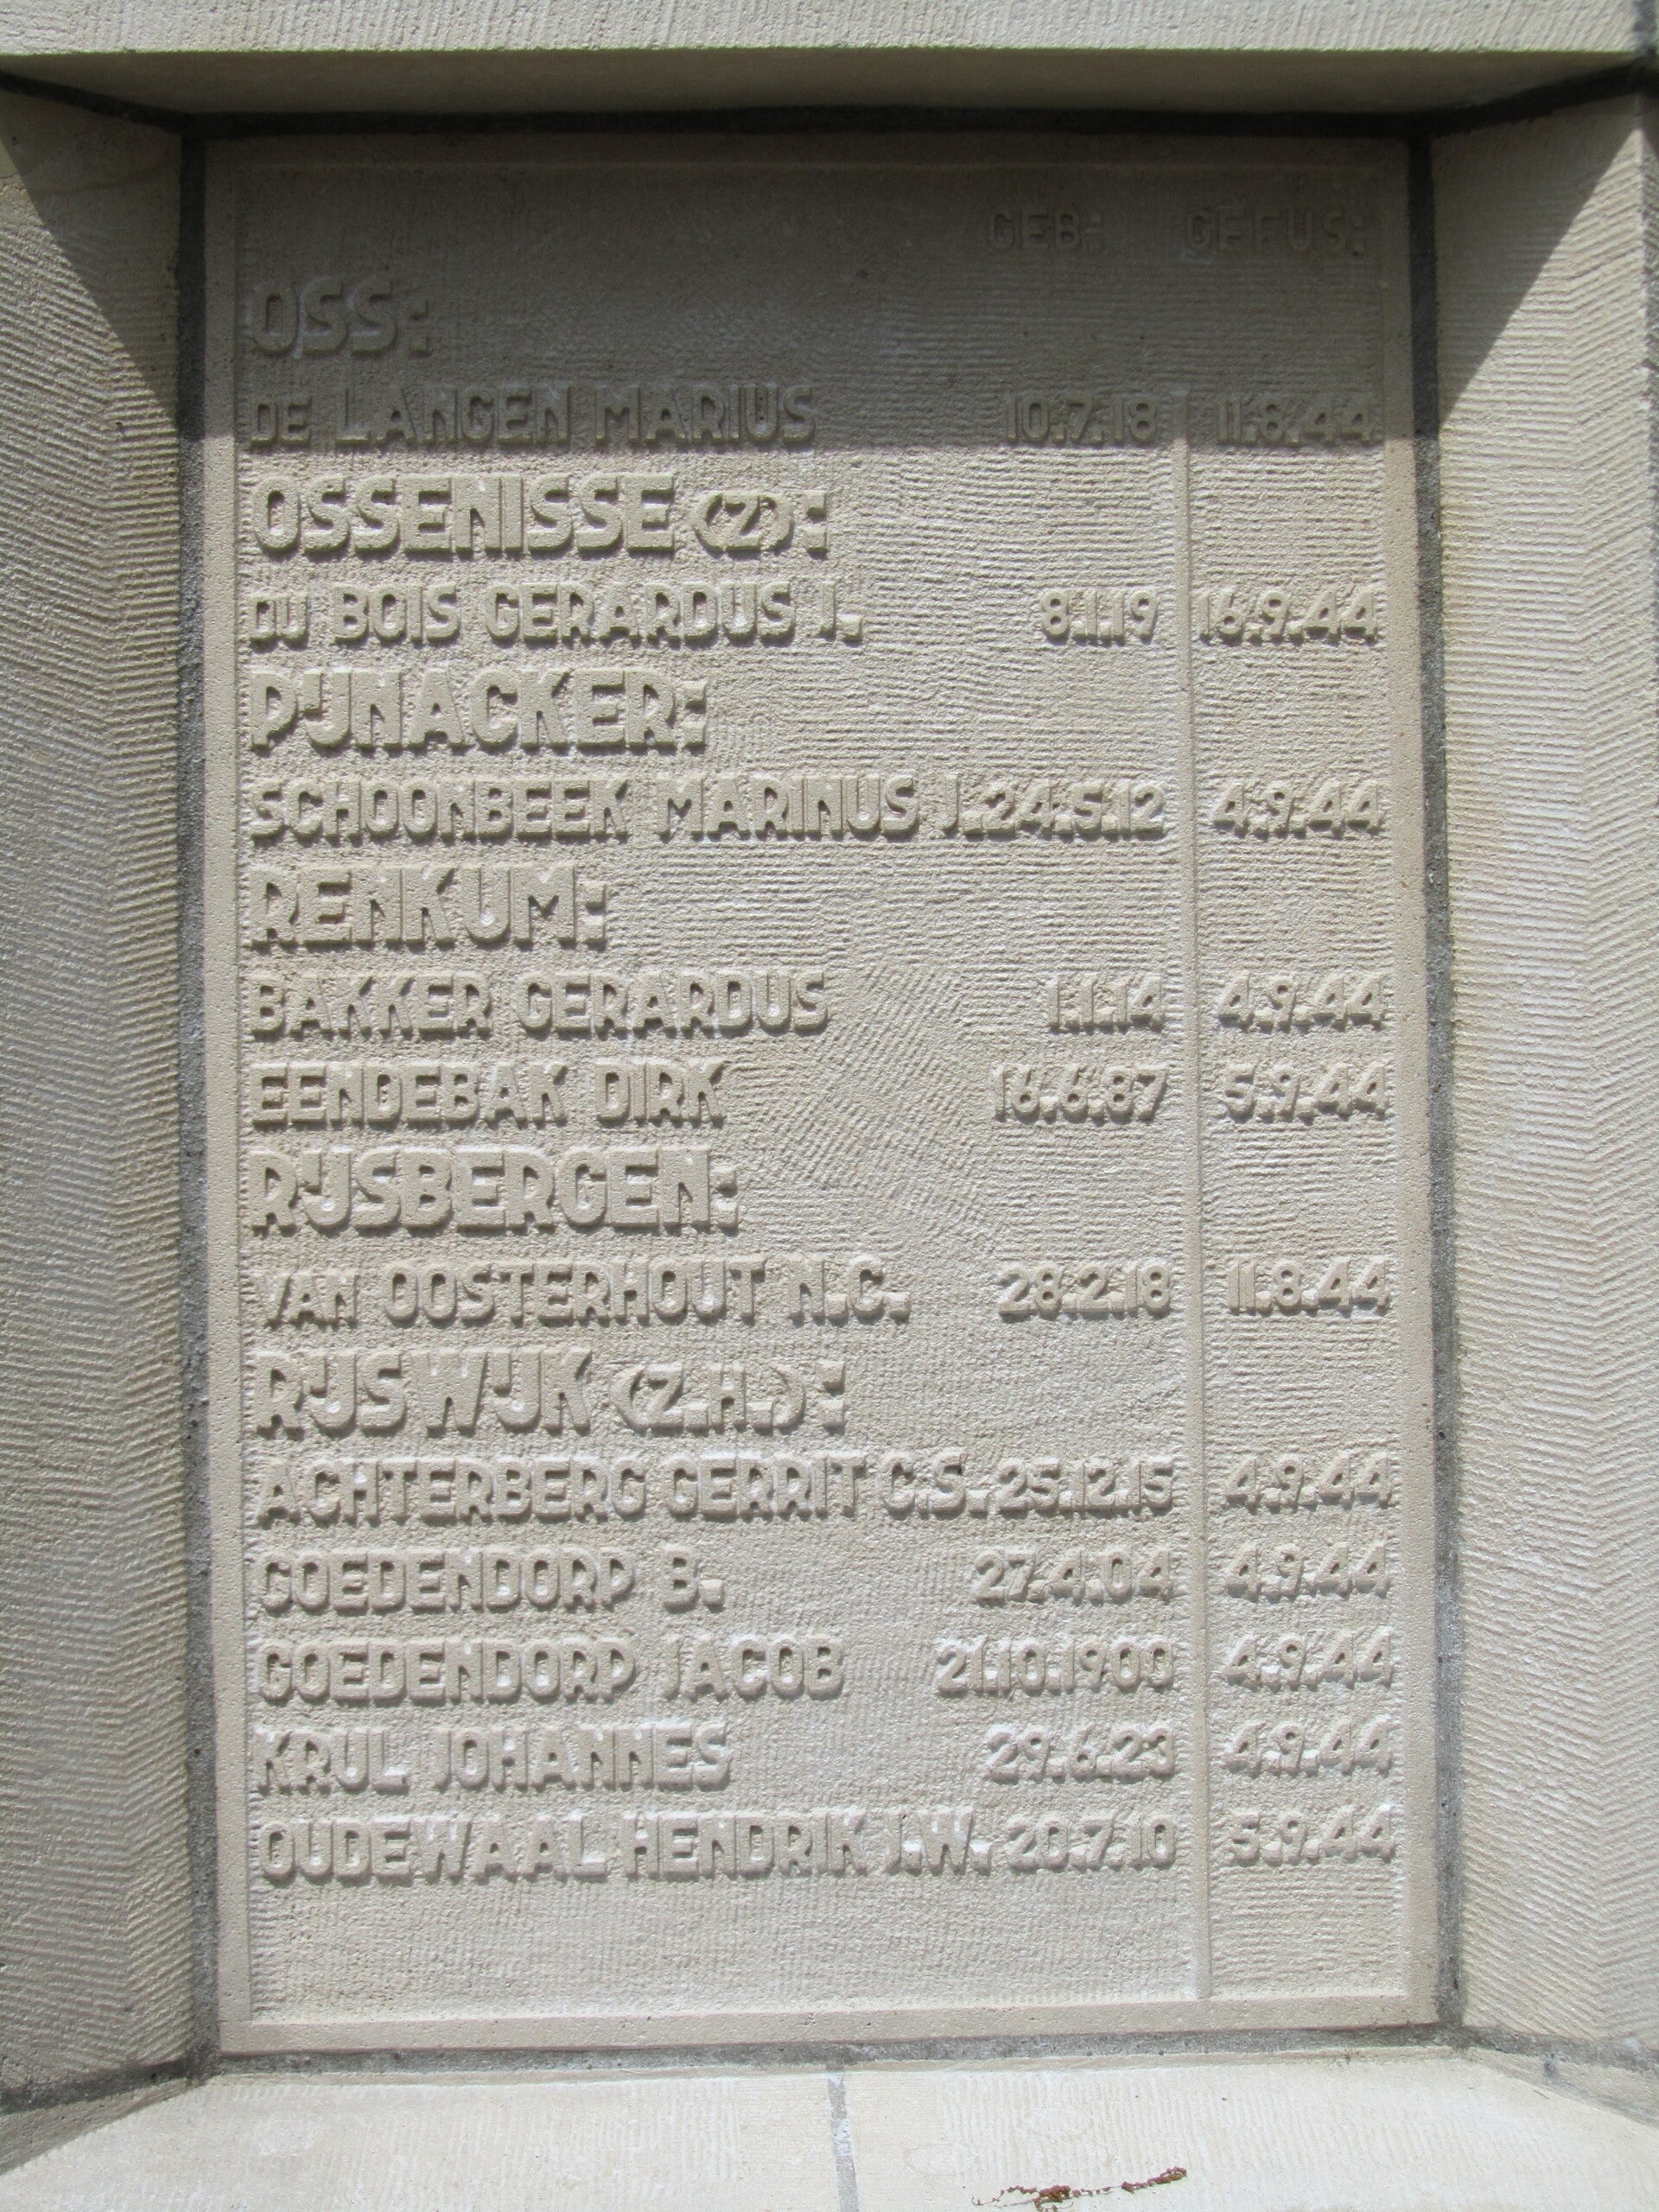 GEB: GEFUS:
OSS:
DE LANGEN MARIUS 10.7.18 11.8.44
OSSENISSE (Z):
DU BOIS GERARDUS J. 8.1.19 16.9.44
PIJNACKER:
SCHOONBEEK MARINUS J. 24.5.12 4.9.44
RENKUM:
BAKKER GERARDUS 1.1.14 4.9.44
EENDEBAK DIRK 16.6.87 5.9.44
RIJSBERGEN:
VAN OOSTERHOUT N.C. 28.2.18 11.8.44
RIJSWIJK (Z.H.):
ACHTERBERG GERRIT C.S. 25.12.15 4.9.44
GOEDENDORP B. 27.4.04 4.9.44
GOEDENDORP JACOB 21.10.1900 4.9.44
KRUL JOHANNES 29.6.23 4.9.44
OUDEWAAL HENDRIK J.W. 20.7.10 5.9.44